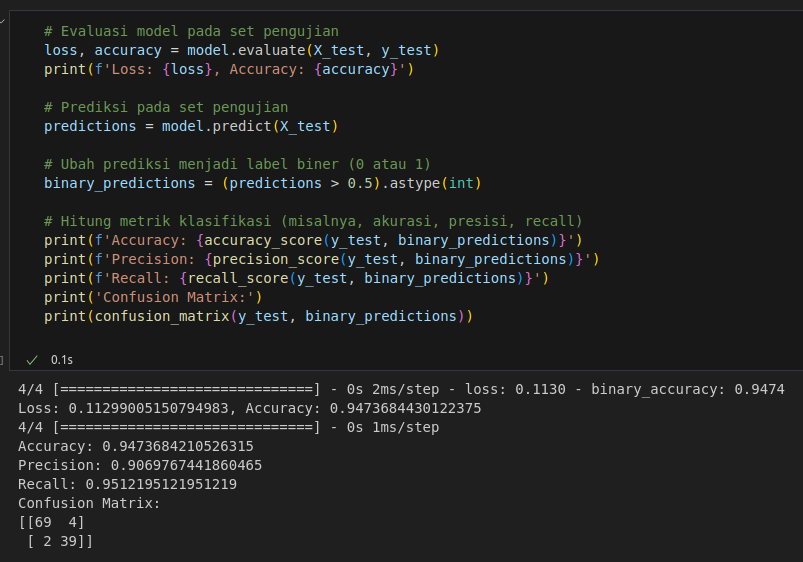 # Evaluasi model pada set pengujian
loss, accuracy = model.evaluate(X_test, y_test)
print(f'Loss: {loss}, Accuracy: {accuracy}')
# Prediksi pada set pengujian
predictions = model.predict(X_test)
# Ubah prediksi menjadi label biner (0 atau 1)
binary_predictions = (predictions > 0.5).astype(int)
# Hitung metrik klasifikasi (misalnya, akurasi, presisi, recall)
print(f'Accuracy: {accuracy_score(y_test, binary_predictions)}')
print(f'Precision: {precision_score(y_test, binary_predictions)}')
print(f'Recall: {recall_score(y_test, binary_predictions)}')
print('Confusion Matrix:')
print(confusion_matrix(y_test, binary_predictions))
0.1s
4/4 [==============================] - 0s 2ms/step - loss: 0.1130 - binary_accuracy: 0.9474
Loss: 0.11299005150794983, Accuracy: 0.9473684430122375
4/4 [==============================] - 0s 1ms/step
Accuracy: 0.9473684210526315
Precision: 0.9069767441860465
Recall: 0.9512195121951219
Confusion Matrix:
[[69  4]
 [ 2 39]]